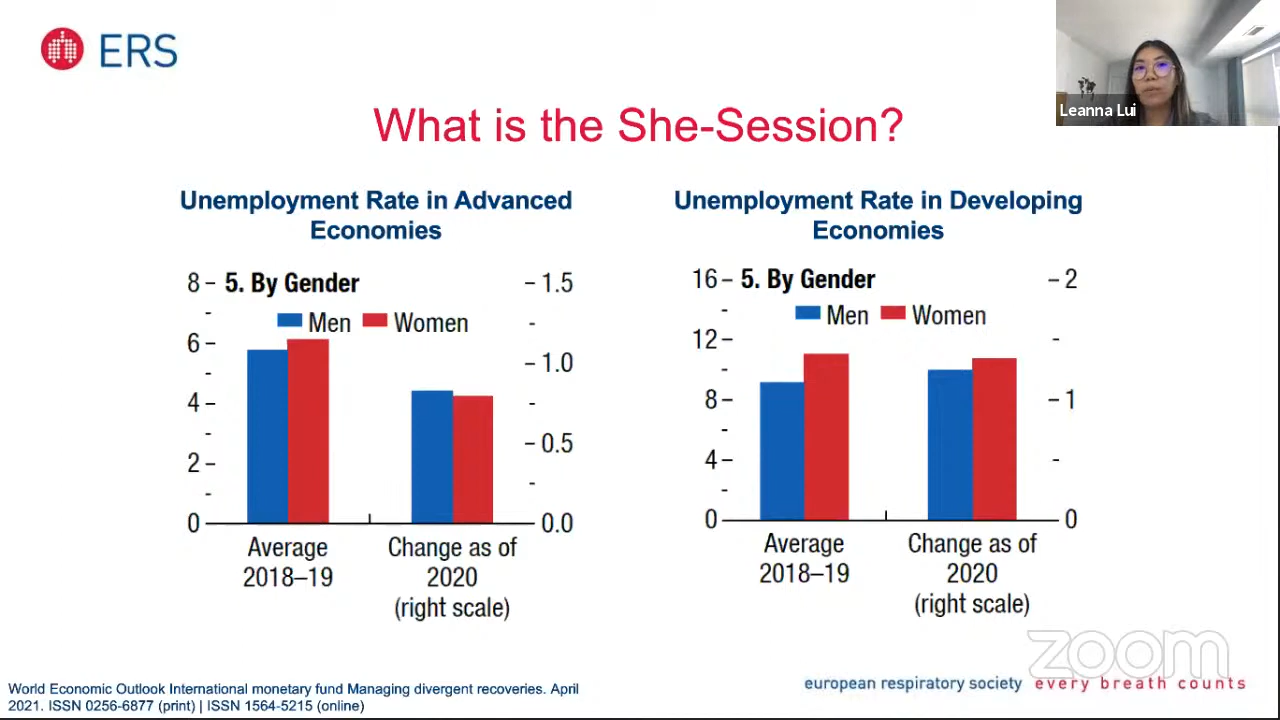 ERS
Leanna Lui
What is the She-Session?
Unemployment Rate in Advanced
Economies
8
6
4
2
0
5. By Gender
Men
Women
1.5
1.0
0.5
0.0
Average
2018–19
Change as of
2020
(right scale)
Unemployment Rate in Developing
Economies
16
12
8
4
0
5. By Gender
Men
Women
2
1
0
Average
2018–19
Change as of
2020
(right scale)
zoom
World Economic Outlook International monetary fund Managing divergent recoveries. April
2021. ISSN 0256-6877 (print) | ISSN 1564-5215 (online)
european respiratory society every breath counts